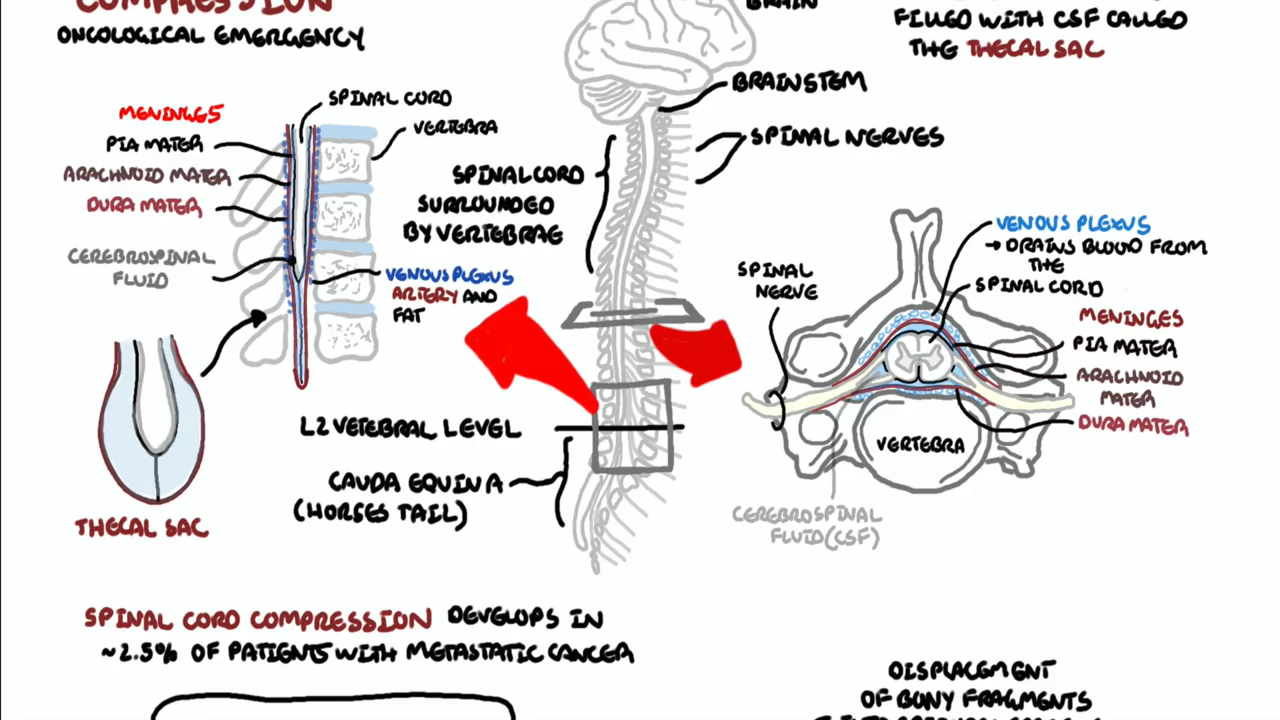 COMPRESSION
ONCOLOGICAL EMERGENCY
BRAIN
FILLED WITH CSF CALLED
THE THECAL SAC
BRAINSTEM
SPINAL NERVES
SPINAL CORD
SURROUNDED
BY VERTEBRAE
MENINGES
PIA MATER
ARACHNOID MATER
DURA MATER
CEREBROSPINAL
FLUID
SPINAL CORD
VERTEBRA
VENOUS PLEXUS
ARTERY AND
FAT
THECAL SAC
L2 VETEBRAL LEVEL
CAUDA EQUINA
(HORSES TAIL)
SPINAL
NERVE
VENOUS PLEXUS
→ DRAINS BLOOD FROM
THE
SPINAL CORD
MENINGES
PIA MATER
ARACHNOID
MATER
DURA MATER
VERTEBRA
CEREBROSPINAL
FLUID (CSF)
SPINAL CORD COMPRESSION DEVELOPS IN
~2.5% OF PATIENTS WITH METASTATIC CANCER
DISPLACEMENT
OF BONY FRAGMENTS